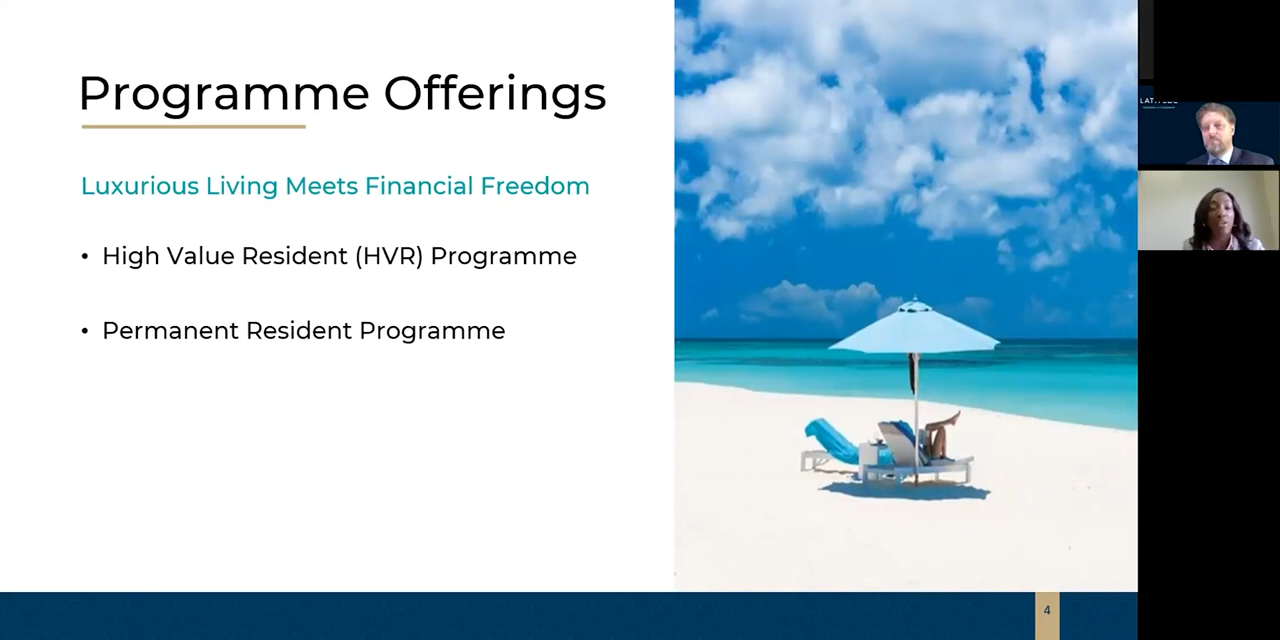 Programme Offerings
Luxurious Living Meets Financial Freedom
• High Value Resident (HVR) Programme
• Permanent Resident Programme
4
LATITUDE